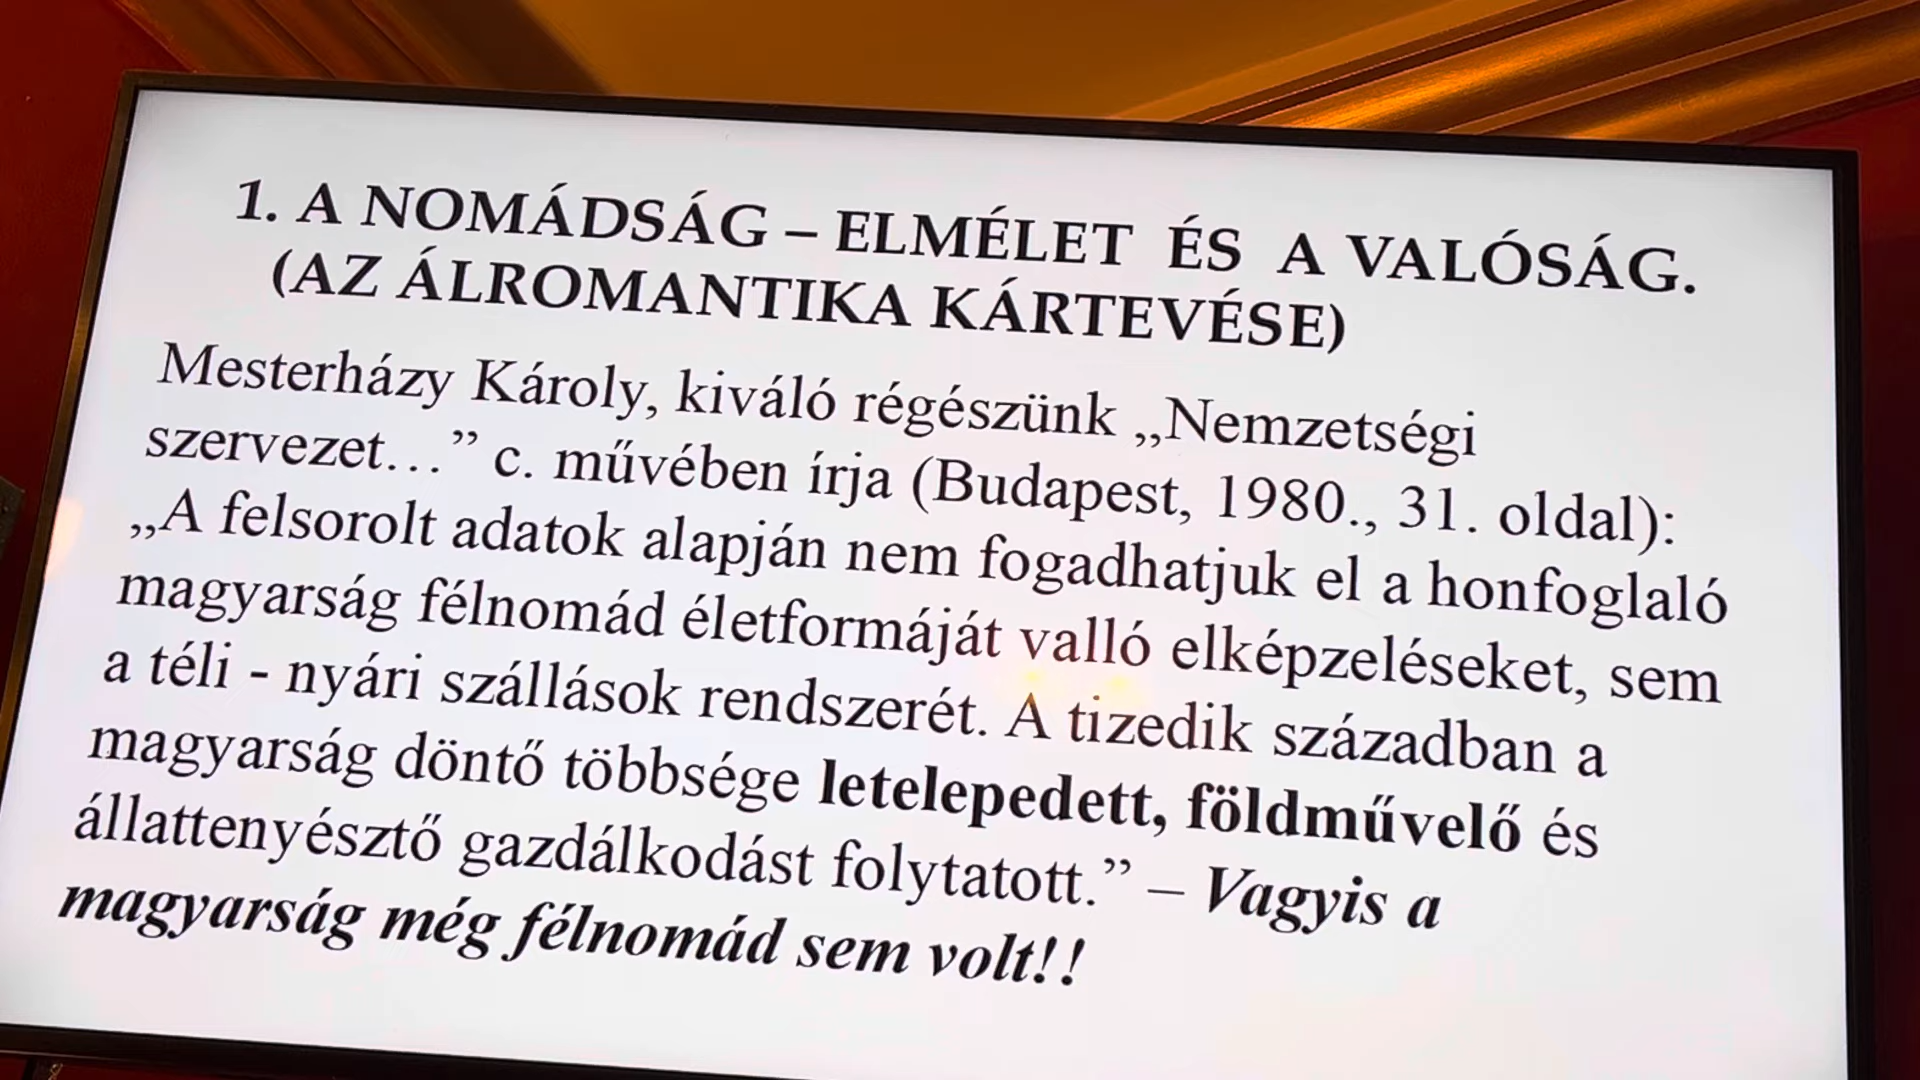 1. A NOMÁDSÁG – ELMÉLET ÉS A VALÓSÁG.
(AZ ÁLROMANTIKA KÁRTEVÉSE)
Mesterházy Károly, kiváló régészünk „Nemzetségi
szervezet…” c. művében írja (Budapest, 1980., 31. oldal):
„A felsorolt adatok alapján nem fogadhatjuk el a honfoglaló
magyarság félnomád életformáját valló elképzeléseket, sem
a téli - nyári szállások rendszerét. A tizedik században a
magyarság döntő többsége letelepedett, földművelő és
állattenyésztő gazdálkodást folytatott.” – Vagyis a
magyarság még félnomád sem volt!!